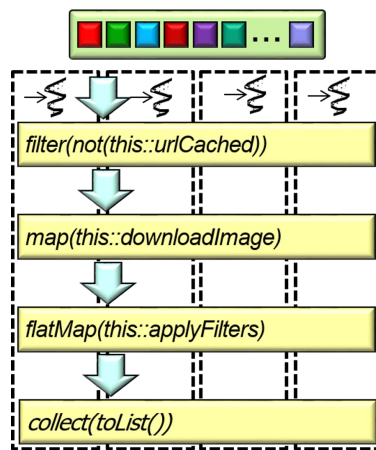 ...
filter(not(this::urlCached))
map(this::downloadImage)
flatMap(this::applyFilters)
collect(toList())